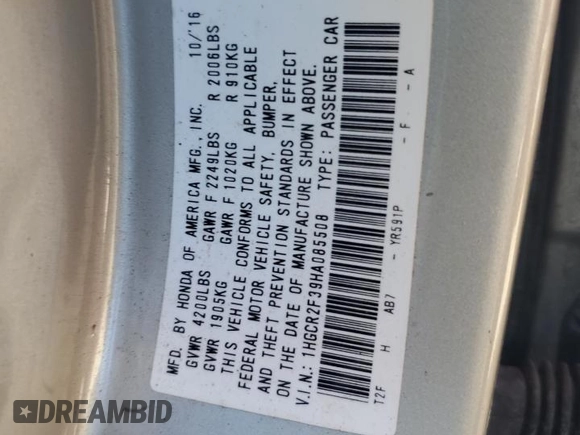 MFD. BY HONDA OF AMERICA MFG., INC. 10/'16
GVWR 4200LBS GAWR F 2249LBS R 2006LBS
GVWR 1905KG GAWR F 1020KG R 910KG
THIS VEHICLE CONFORMS TO ALL APPLICABLE
FEDERAL MOTOR VEHICLE SAFETY, BUMPER,
AND THEFT PREVENTION STANDARDS IN EFFECT
ON THE DATE OF MANUFACTURE SHOWN ABOVE.
V.I.N.: 1HGCR2F39HA085508 TYPE: PASSENGER CAR
T2F H AB7 - YR591P - F - A
DREAMBID